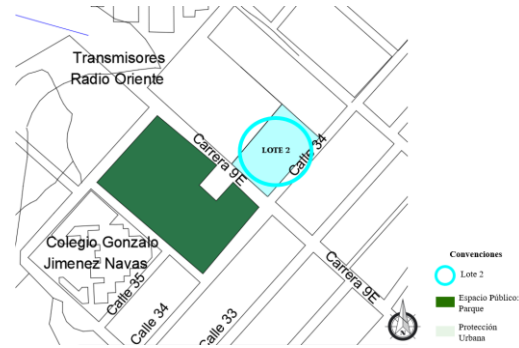 Transmisores
Radio Oriente
Carrera 9E
LOTE 2
Calle 34
Colegio Gonzalo
Jimenez Navas
Calle 35
Calle 34
Calle 33
Carrera 9E
Convenciones
Lote 2
Espacio Público:
Parque
Protección
Urbana
N